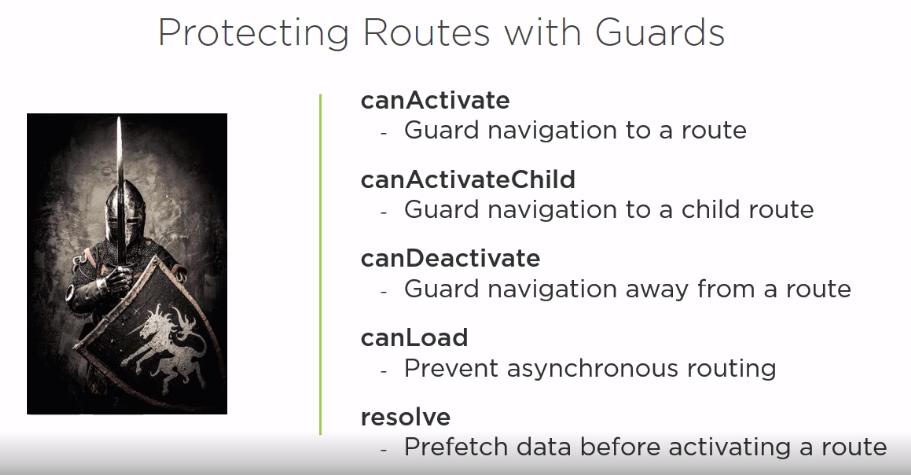 Protecting Routes with Guards
canActivate
- Guard navigation to a route
canActivateChild
- Guard navigation to a child route
canDeactivate
- Guard navigation away from a route
canLoad
- Prevent asynchronous routing
resolve
- Prefetch data before activating a route